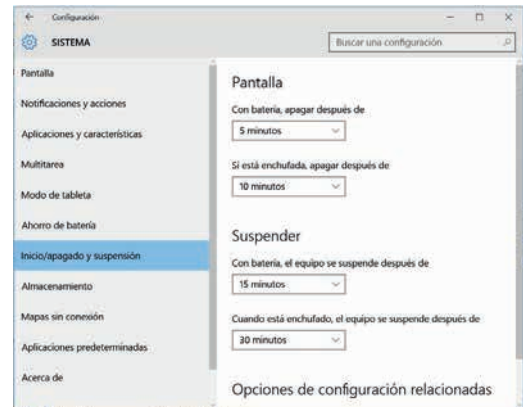 Configuración
SISTEMA
Buscar una configuración
Pantalla
Notificaciones y acciones
Aplicaciones y características
Multitarea
Modo de tableta
Ahorro de batería
Inicio/apagado y suspensión
Almacenamiento
Mapas sin conexión
Aplicaciones predeterminadas
Acerca de
Pantalla
Con batería, apagar después de
5 minutos
Si está enchufada, apagar después de
10 minutos
Suspender
Con batería, el equipo se suspende después de
15 minutos
Cuando está enchufado, el equipo se suspende después de
30 minutos
Opciones de configuración relacionadas